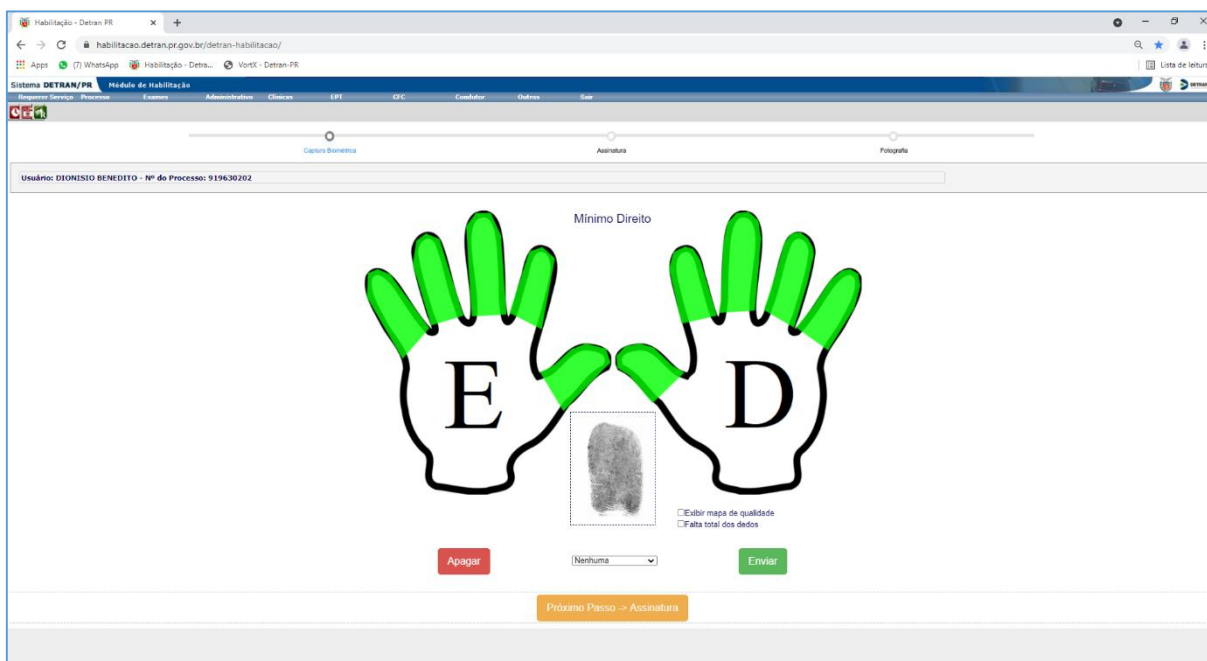 Habilitação - Detran PR
habilitacao.detran.pr.gov.br/detran-habilitacao/
Apps (7) WhatsApp Habilitação - Detra... VortX - Detran-PR Lista de leitura
Sistema DETRAN/PR Módulo de Habilitação DETRAN
Requerer Serviço Processo Exames Administrativo Clínicas EPT CFC Condutor Outros Sair
Captura Biométrica Assinatura Fotografia
Usuário: DIONISIO BENEDITO - Nº do Processo: 919630202
Mínimo Direito
E D
Exibir mapa de qualidade
Falta total dos dedos
Apagar Nenhuma Enviar
Próximo Passo -> Assinatura